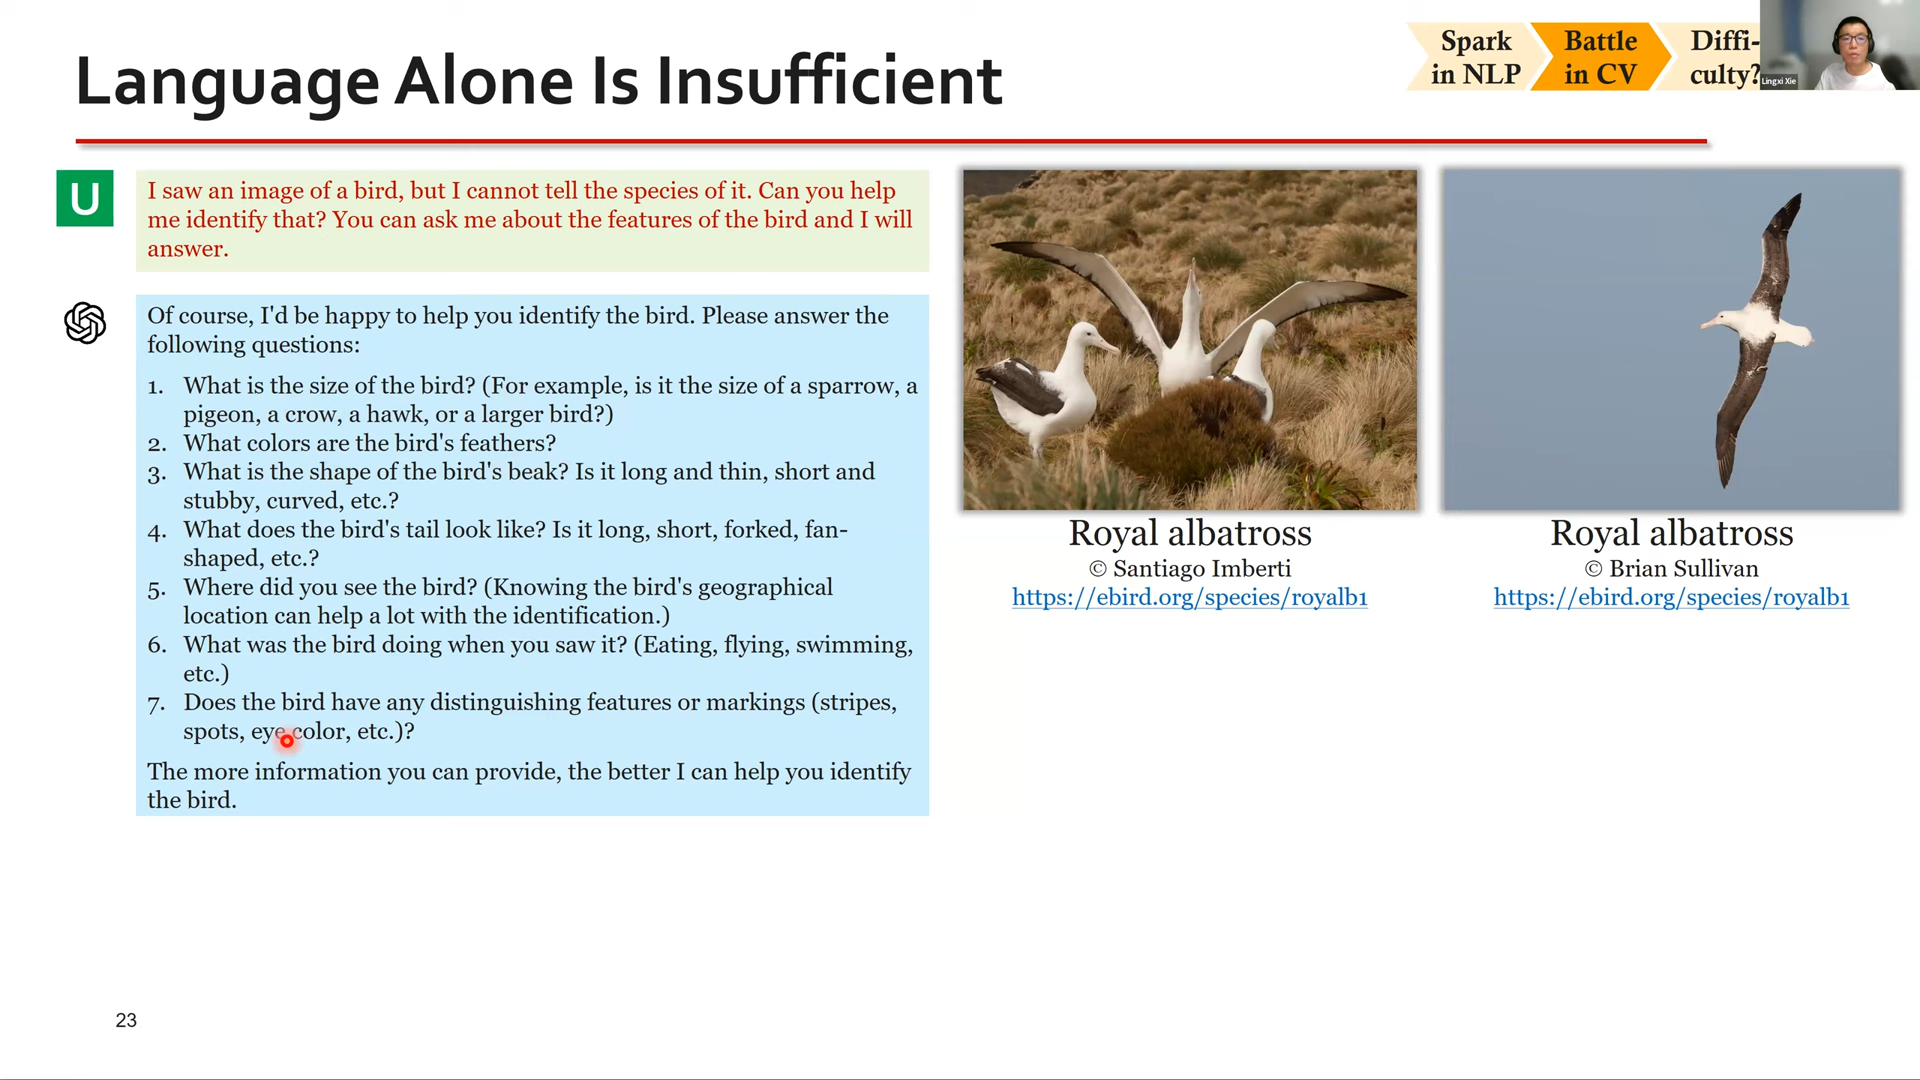 Language Alone Is Insufficient
Spark
in NLP
Battle
in CV
Diffi-
culty?
Lingxi Xie
U
I saw an image of a bird, but I cannot tell the species of it. Can you help
me identify that? You can ask me about the features of the bird and I will
answer.
Of course, I'd be happy to help you identify the bird. Please answer the
following questions:
1. What is the size of the bird? (For example, is it the size of a sparrow, a
pigeon, a crow, a hawk, or a larger bird?)
2. What colors are the bird's feathers?
3. What is the shape of the bird's beak? Is it long and thin, short and
stubby, curved, etc.?
4. What does the bird's tail look like? Is it long, short, forked, fan-
shaped, etc.?
5. Where did you see the bird? (Knowing the bird's geographical
location can help a lot with the identification.)
6. What was the bird doing when you saw it? (Eating, flying, swimming,
etc.)
7. Does the bird have any distinguishing features or markings (stripes,
spots, eye color, etc.)?
The more information you can provide, the better I can help you identify
the bird.
Royal albatross
© Santiago Imberti
https://ebird.org/species/royalb1
Royal albatross
© Brian Sullivan
https://ebird.org/species/royalb1
23